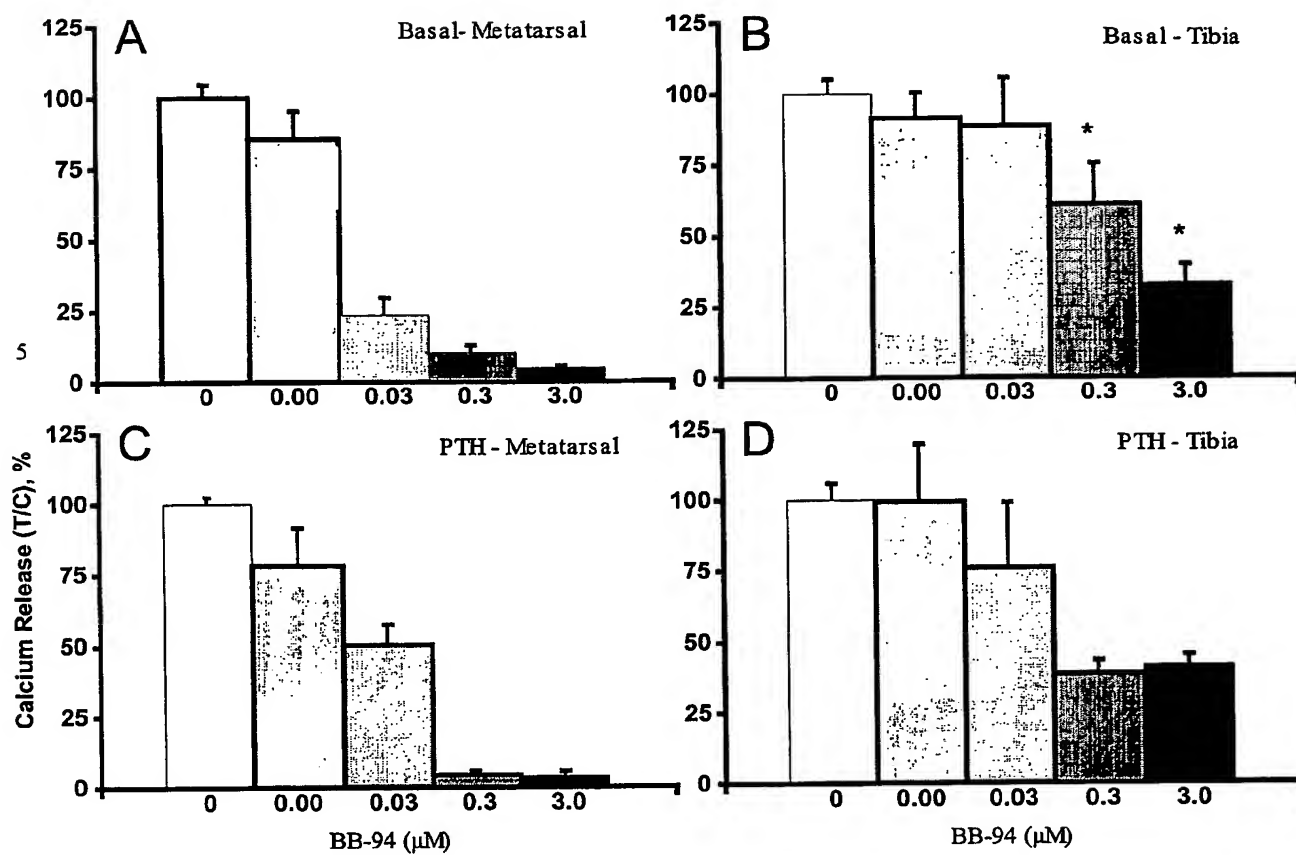 A
Basal- Metatarsal
125
100
75
50
25
0
0 0.00 0.03 0.3 3.0
B
Basal - Tibia
125
100
75
50
25
0
* *
0 0.00 0.03 0.3 3.0
5
C
PTH - Metatarsal
125
100
75
50
25
0
0 0.00 0.03 0.3 3.0
BB-94 (µM)
D
PTH - Tibia
125
100
75
50
25
0
0 0.00 0.03 0.3 3.0
BB-94 (µM)
Calcium Release (T/C), %